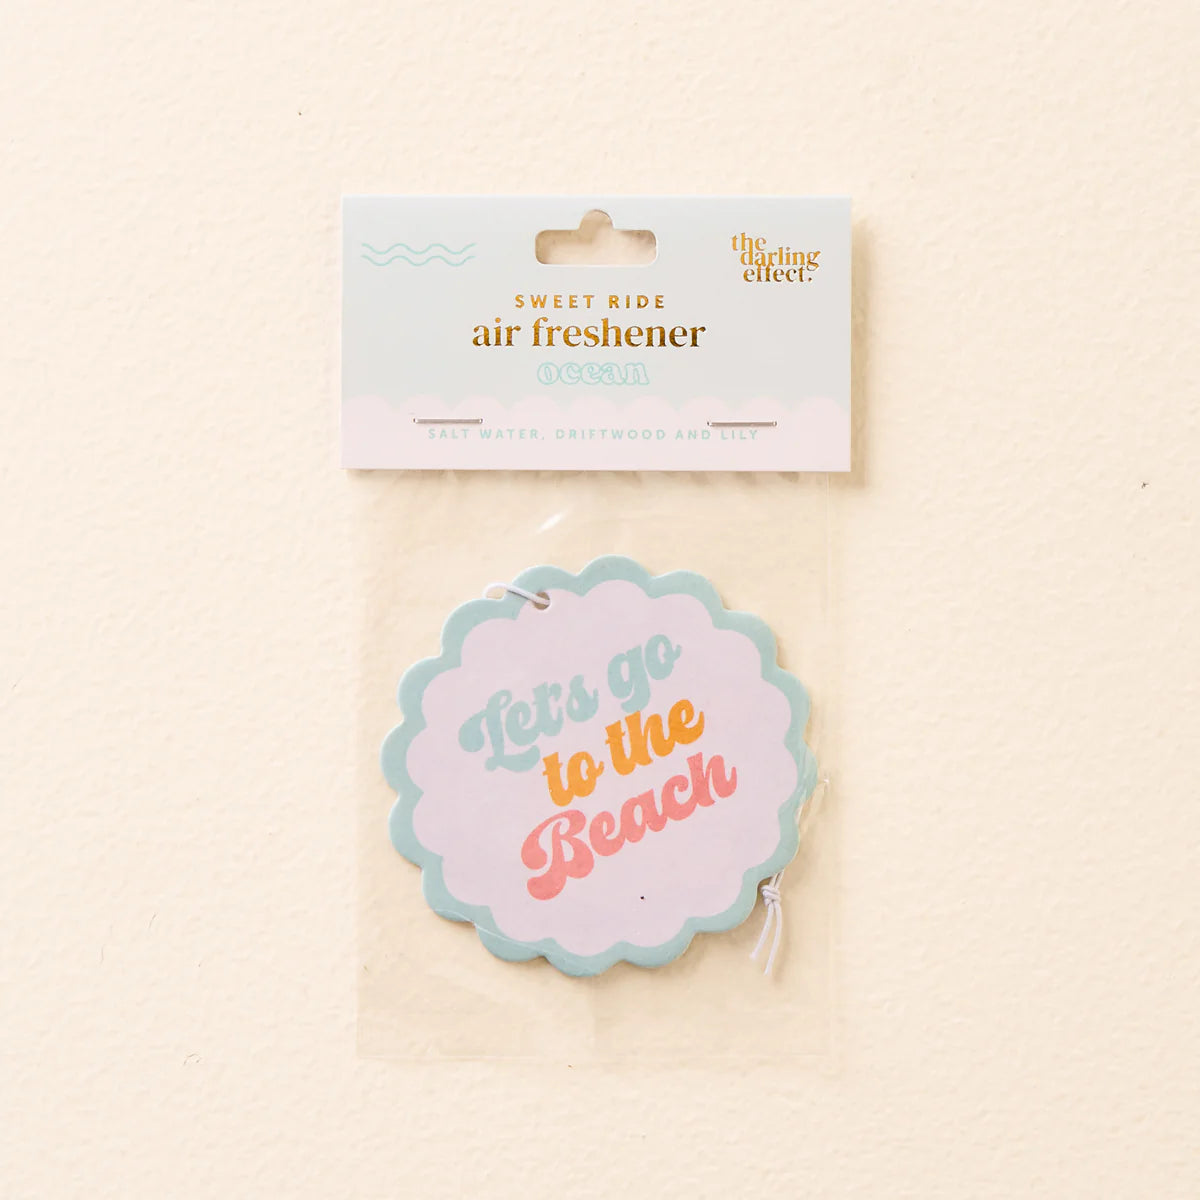 the
darling
effect.
SWEET RIDE
air freshener
ocean
SALT WATER, DRIFTWOOD AND LILY
Let's go
to the
Beach